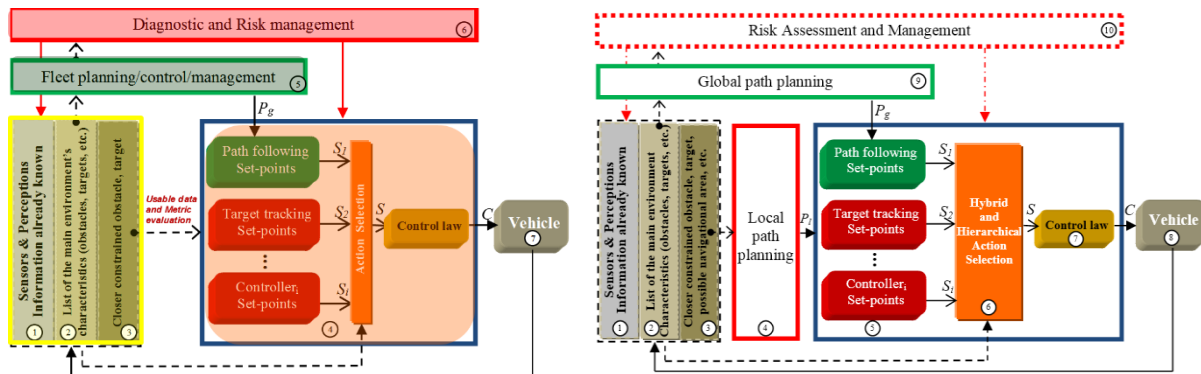 Diagnostic and Risk management
6
Fleet planning/control/management
5
P_g
Sensors & Perceptions
Information already known
1
List of the main environment's
characteristics (obstacles, targets, etc.)
2
Closer constrained obstacle, target
3
Usable data
and Metric
evaluation
Path following
Set-points
S_1
Target tracking
Set-points
S_2
⋮
Controller_i
Set-points
S_i
4
Action Selection
S
Control law
C
Vehicle
7
Risk Assessment and Management
10
Global path planning
9
P_g
Sensors & Perceptions
Information already known
1
List of the main environment
Characteristics (obstacles, targets, etc.)
2
Closer constrained obstacle, target,
possible navigational area, etc.
3
Local
path
planning
4
P_l
Path following
Set-points
S_1
Target tracking
Set-points
S_2
⋮
Controller_i
Set-points
S_i
5
Hybrid and
Hierarchical
Action
Selection
6
S
Control law
7
C
Vehicle
8